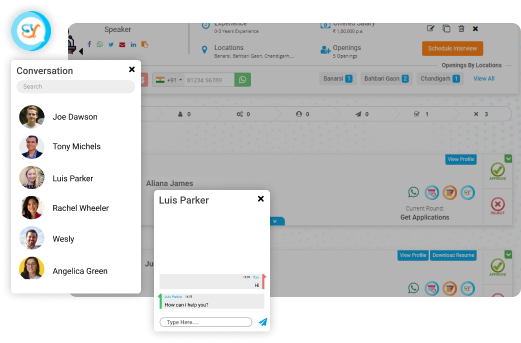 Speaker
Experience
0-3 Years Experience
Offered Salary
₹ 1,80,000 p.a.
Locations
Banarsi, Bahbari Gaon, Chandigarh,...
Openings
5 Openings
Schedule Interview
Openings By Locations
+91
81234 56789
Banarsi 1
Bahbari Gaon 2
Chandigarh 1
View All
0
0
0
0
1
3
Conversation
Search
Joe Dawson
Tony Michels
Luis Parker
Rachel Wheeler
Wesly
Angelica Green
View Profile
Aliana James
APPROVE
Current Round:
Get Applications
REJECT
Ju
View Profile
Download Resume
APPROVE
REJECT
Luis Parker
You
Hi
Luis Parker
How can I help you?
Type Here....